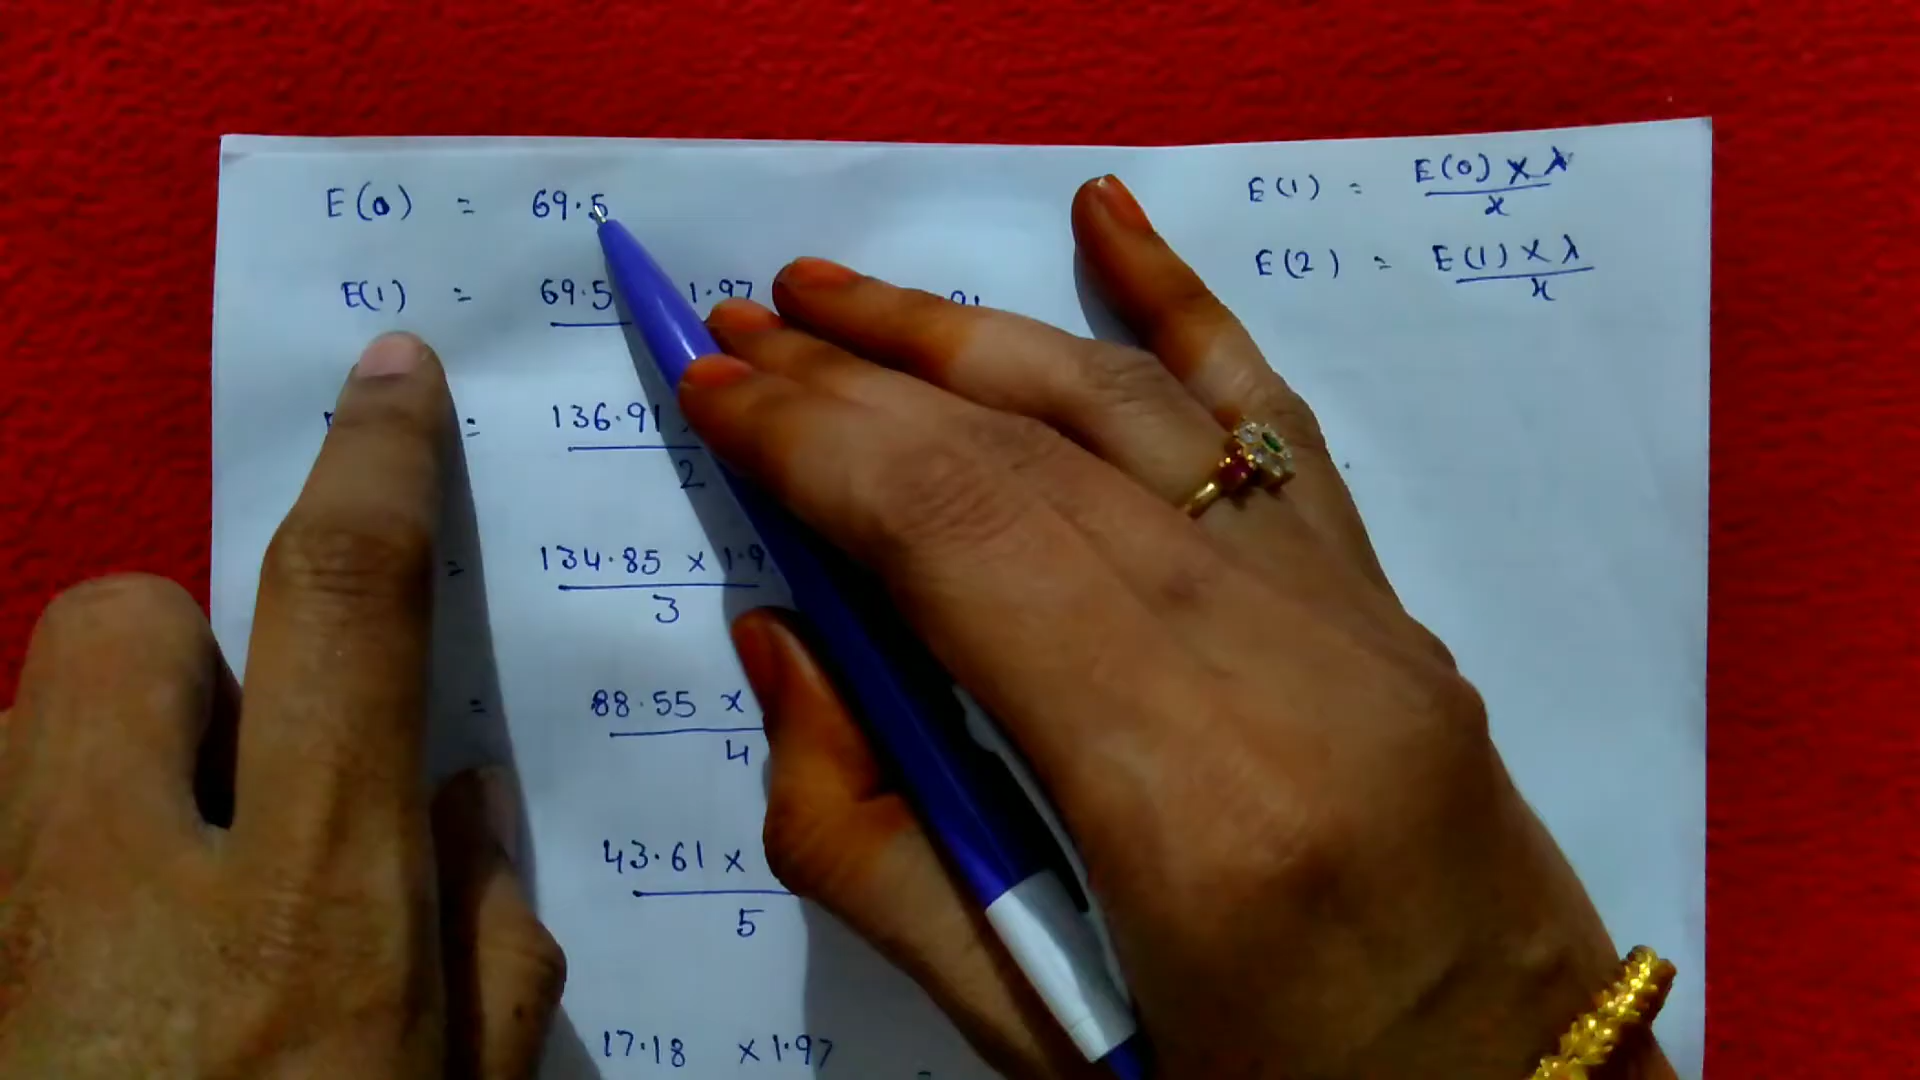 E(0) = 69.5
E(1) = 69.5 1.97
= 136.91
2
= 134.85 x 1.9
3
= 88.55 x
4
43.61 x
5
17.18 x 1.97 =
E(1) = E(0) x λ
x
E(2) = E(1) x λ
x